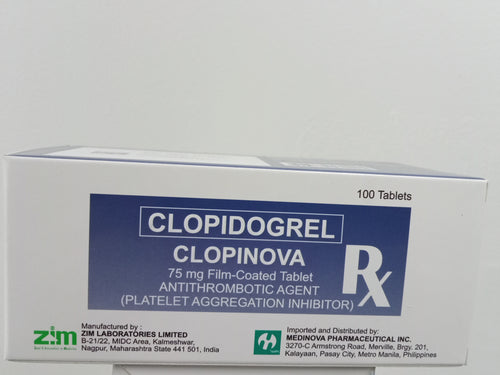 100 Tablets
CLOPIDOGREL
CLOPINOVA
75 mg Film-Coated Tablet
ANTITHROMBOTIC AGENT
(PLATELET AGGREGATION INHIBITOR)
Rx
zim
Manufactured by :
ZIM LABORATORIES LIMITED
B-21/22, MIDC Area, Kalmeshwar,
Nagpur, Maharashtra State 441 501, India
Imported and Distributed by:
MEDINOVA PHARMACEUTICAL INC.
3270-C Armstrong Road, Merville, Brgy. 201,
Kalayaan, Pasay City, Metro Manila, Philippines